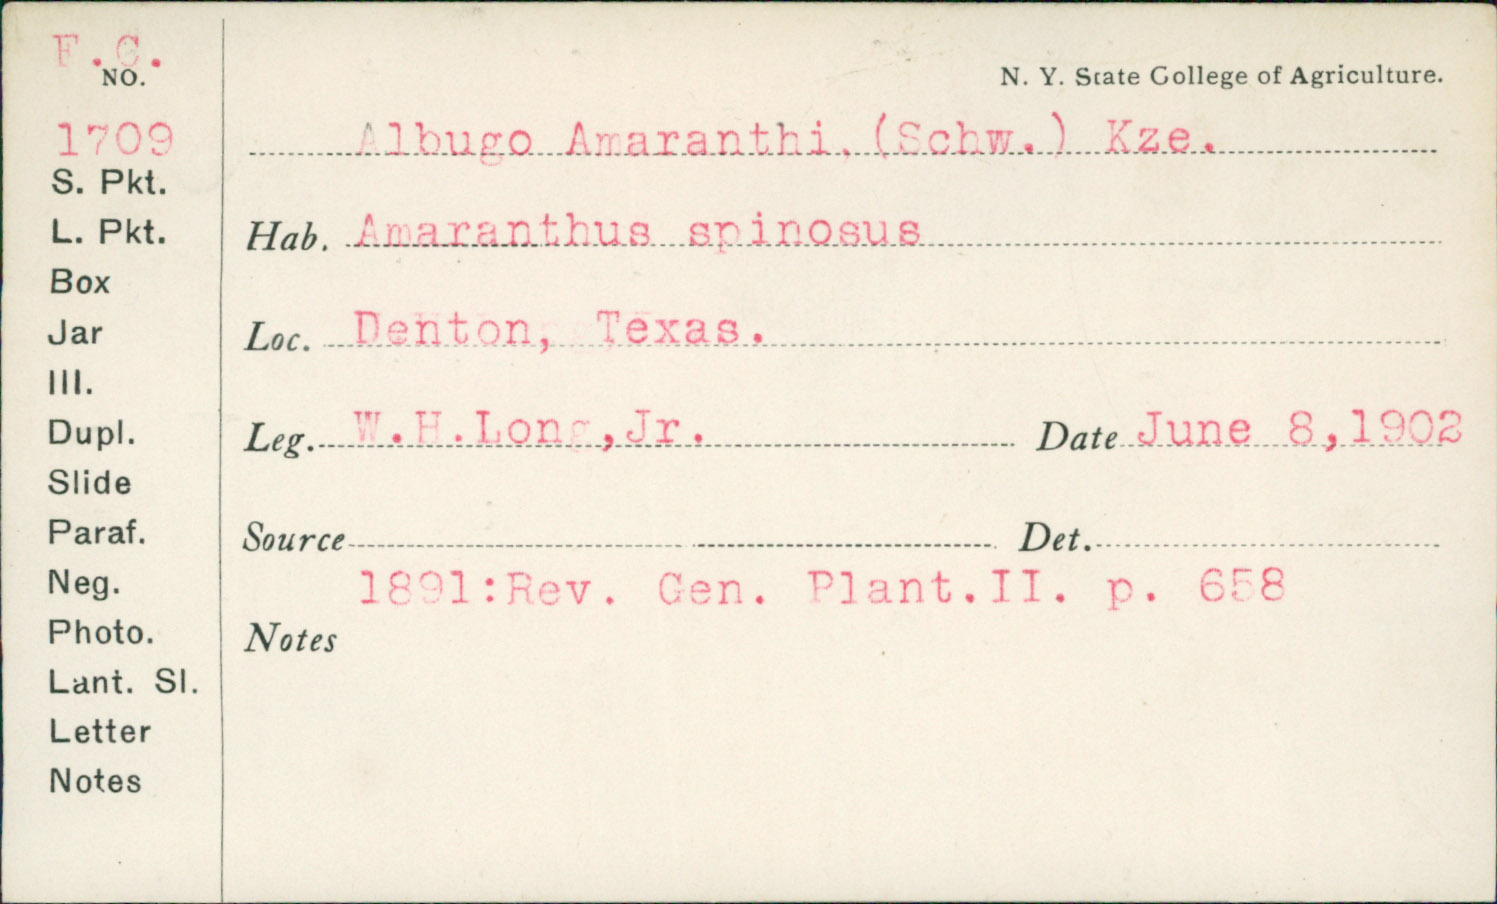 F.C.
NO.
N. Y. State College of Agriculture.
1709
Albugo Amaranthi, (Schw.) Kze.
S. Pkt.
L. Pkt.
Hab. Amaranthus spinosus
Box
Jar
Loc. Denton, Texas.
Ill.
Dupl.
Leg. W.H.Long,Jr. Date June 8,1902
Slide
Paraf.
Source Det.
Neg.
1891:Rev. Gen. Plant.II. p. 658
Photo.
Notes
Lant. Sl.
Letter
Notes